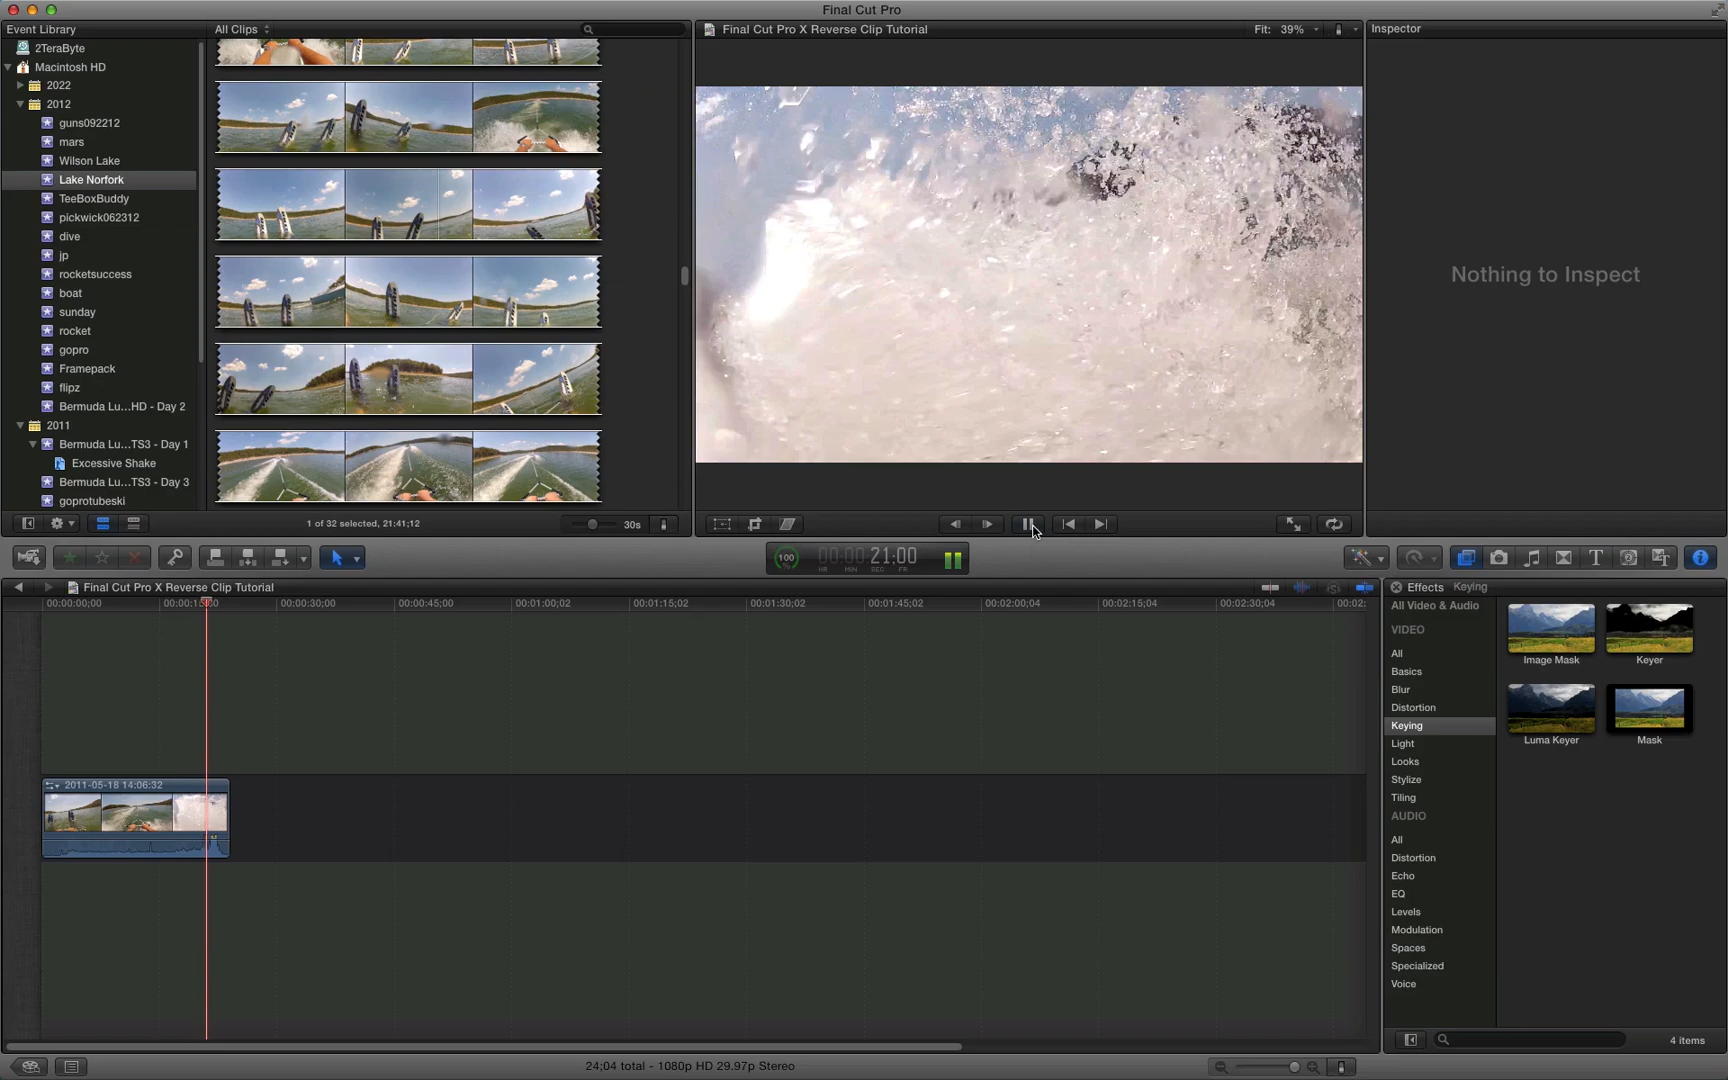 Final Cut Pro
Event Library
All Clips
Final Cut Pro X Reverse Clip Tutorial
Fit: 39%
Inspector
2TeraByte
Macintosh HD
2022
2012
guns092212
mars
Wilson Lake
Lake Norfork
TeeBoxBuddy
pickwick062312
dive
jp
rocketsuccess
boat
sunday
rocket
gopro
Framepack
flipz
Bermuda Lu...HD - Day 2
2011
Bermuda Lu...TS3 - Day 1
Excessive Shake
Bermuda Lu...TS3 - Day 3
goprotubeski
Nothing to Inspect
1 of 32 selected, 21:41;12
30s
100
00:00:21;00
HR MIN SEC FR
Final Cut Pro X Reverse Clip Tutorial
00:00:00;00
00:00:15;00
00:00:30;00
00:00:45;00
00:01:00;02
00:01:15;02
00:01:30;02
00:01:45;02
00:02:00;04
00:02:15;04
00:02:30;04
00:02:
2011-05-18 14:06:32
Effects
Keying
All Video & Audio
VIDEO
All
Basics
Blur
Distortion
Keying
Light
Looks
Stylize
Tiling
AUDIO
All
Distortion
Echo
EQ
Levels
Modulation
Spaces
Specialized
Voice
Image Mask
Keyer
Luma Keyer
Mask
4 items
24;04 total - 1080p HD 29.97p Stereo